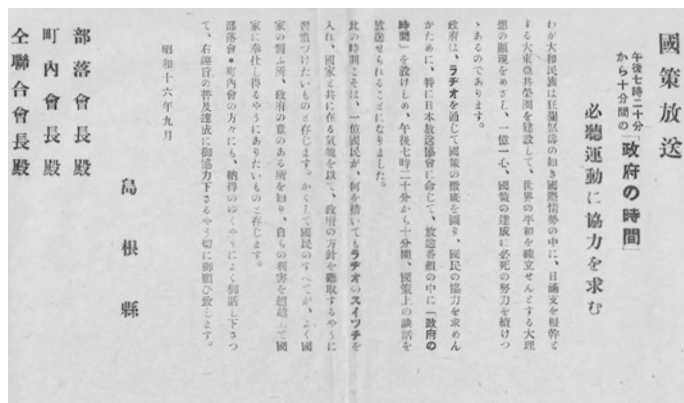 國策放送
午後七時二十分
から十分間の「政府の時間」
必聽運動に協力を求む
わが大和民族は狂瀾怒濤の如き國際情勢の中に、日滿支を根幹と
する大東亞共榮圏を建設して、世界の平和を確立せんとする大理
想の顯現をめざし、一億一心、國策の達成に必死の努力を續けつ
ゝあるのであります。
政府は、ラヂオを通じて國策の徹底を圖り、國民の協力を求めん
がために、特に日本放送協會に命じて、放送番組の中に「政府の
時間」を設けしめ、午後七時二十分から十分間、國策上の談話を
放送せられることになりました。
此の時間こそは、一億國民が、何を措いてもラヂオのスイツチを
入れ、國家と共に在る氣魄を以て、政府の方針を聽取するやうに
習慣づけたいものと存じます。かくして國民のすべてが、よく國
家の響ふ所、政府の意のある所を知り、自らの利害を超越して國
家に奉仕し得るやうにありたいものと存じます。
部落會・町內會の方々にも、納得のゆくやうによく御話し下さつ
て、右趣旨の普及達成に御協力下さるやう切に御願ひ致します。
昭和十六年九月
島根縣
部落會長殿
町內會長殿
仝聯合會長殿